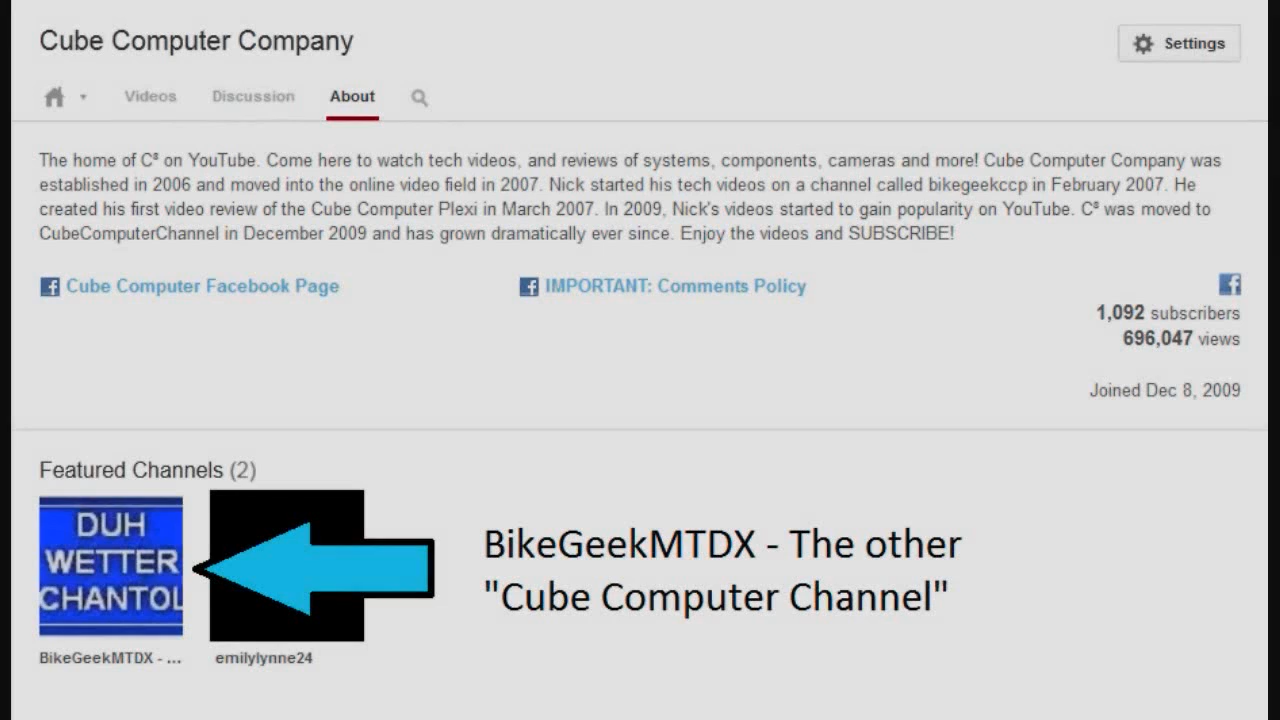 Cube Computer Company
Settings
Videos Discussion About
The home of C³ on YouTube. Come here to watch tech videos, and reviews of systems, components, cameras and more! Cube Computer Company was
established in 2006 and moved into the online video field in 2007. Nick started his tech videos on a channel called bikegeekccp in February 2007. He
created his first video review of the Cube Computer Plexi in March 2007. In 2009, Nick's videos started to gain popularity on YouTube. C³ was moved to
CubeComputerChannel in December 2009 and has grown dramatically ever since. Enjoy the videos and SUBSCRIBE!
Cube Computer Facebook Page IMPORTANT: Comments Policy
1,092 subscribers
696,047 views
Joined Dec 8, 2009
Featured Channels (2)
DUH
WETTER
CHANTOL
BikeGeekMTDX - The other
"Cube Computer Channel"
BikeGeekMTDX - ... emilylynne24